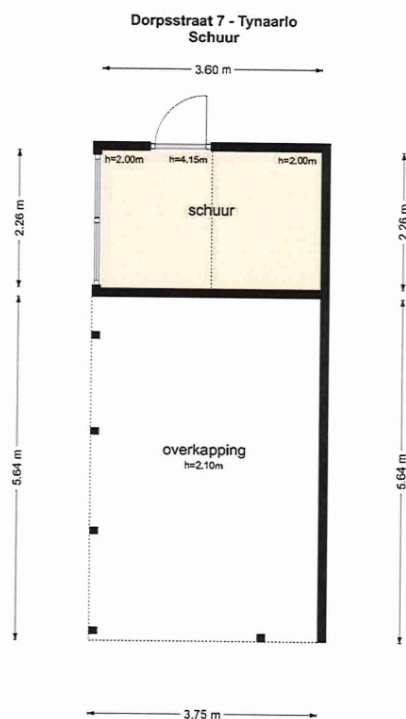 Dorpsstraat 7 - Tynaarlo
Schuur
3.60 m
h=2.00m h=4.15m h=2.00m
2.26 m
schuur
2.26 m
5.64 m
overkapping
h=2.10m
5.64 m
3.75 m